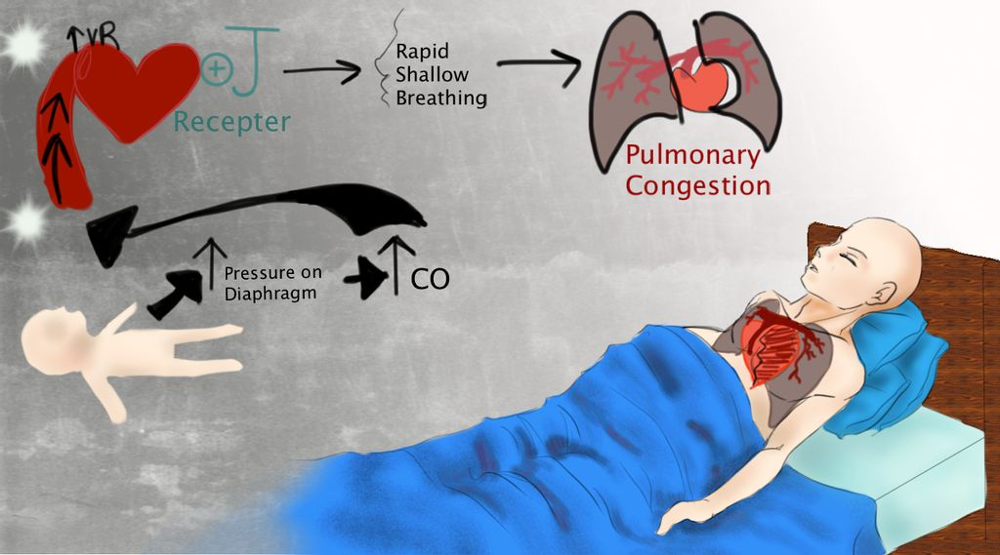 ↑VR
+ J
Recepter
Rapid
Shallow
Breathing
Pulmonary
Congestion
Pressure on
Diaphragm
CO